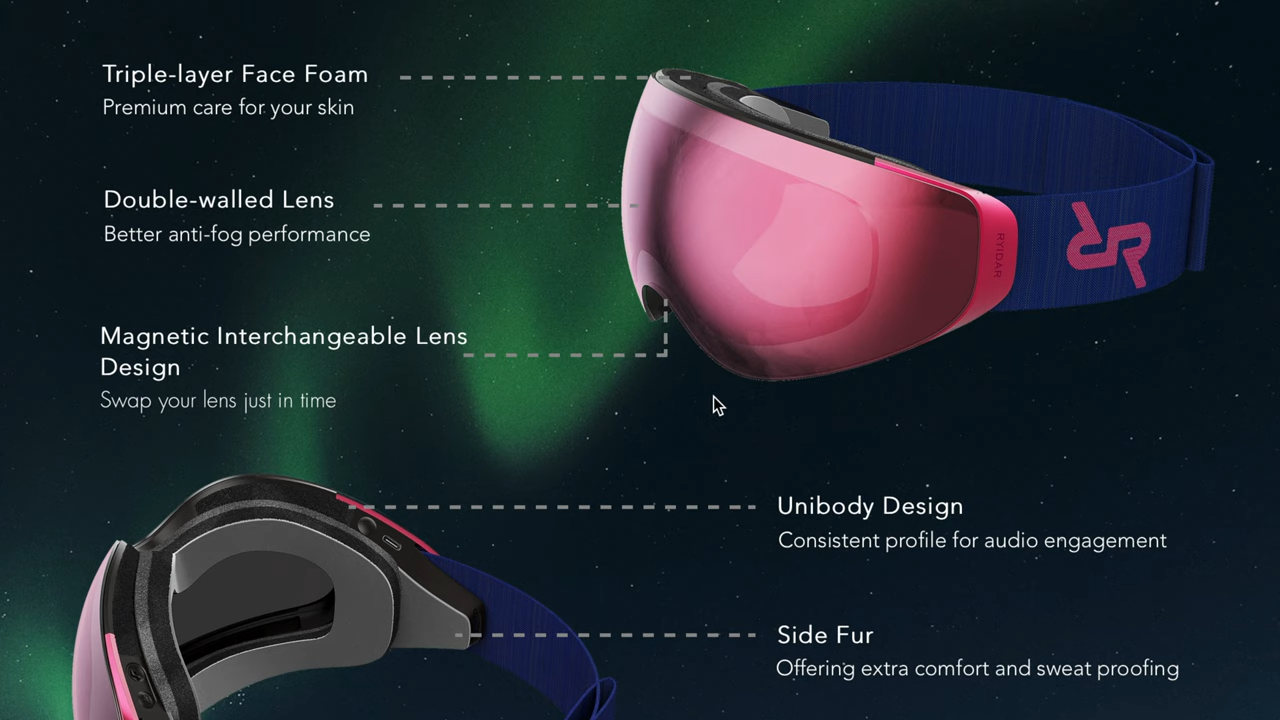 Triple-layer Face Foam
Premium care for your skin
Double-walled Lens
Better anti-fog performance
Magnetic Interchangeable Lens
Design
Swap your lens just in time
RYIDAR
Unibody Design
Consistent profile for audio engagement
Side Fur
Offering extra comfort and sweat proofing